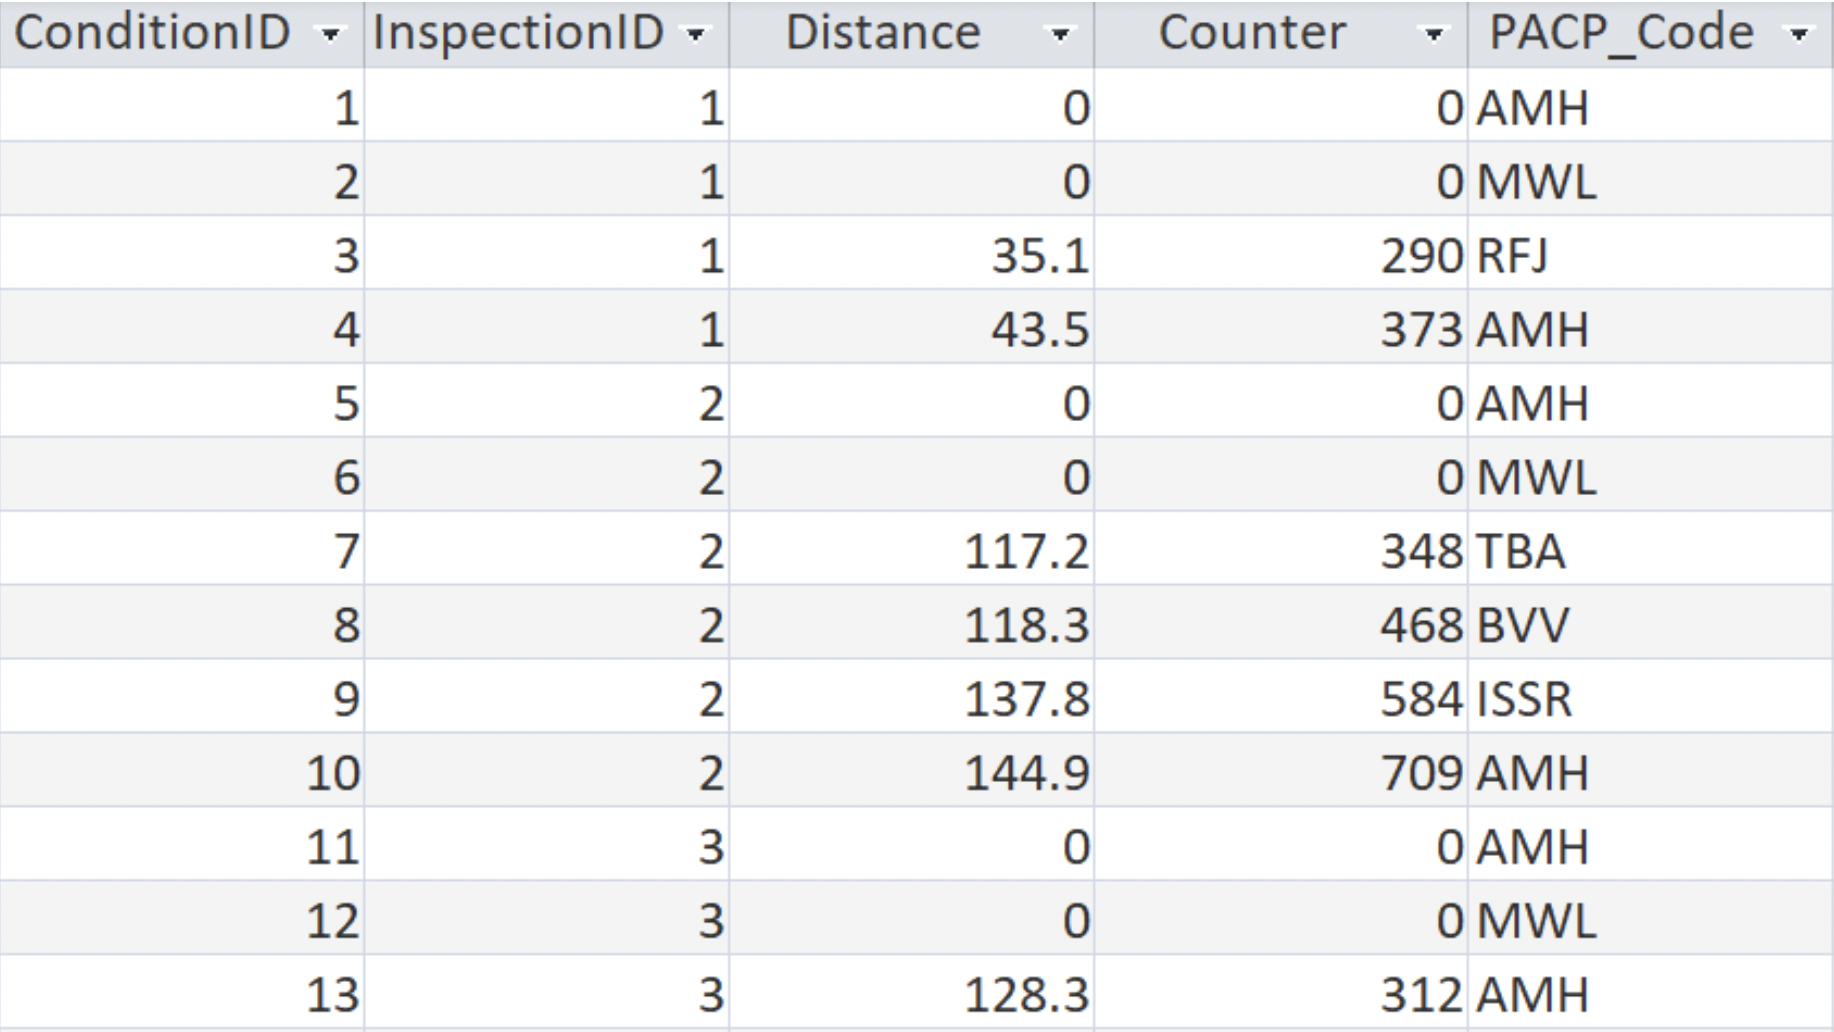 ConditionID InspectionID Distance Counter PACP_Code
1 1 0 0 AMH
2 1 0 0 MWL
3 1 35.1 290 RFJ
4 1 43.5 373 AMH
5 2 0 0 AMH
6 2 0 0 MWL
7 2 117.2 348 TBA
8 2 118.3 468 BVV
9 2 137.8 584 ISSR
10 2 144.9 709 AMH
11 3 0 0 AMH
12 3 0 0 MWL
13 3 128.3 312 AMH